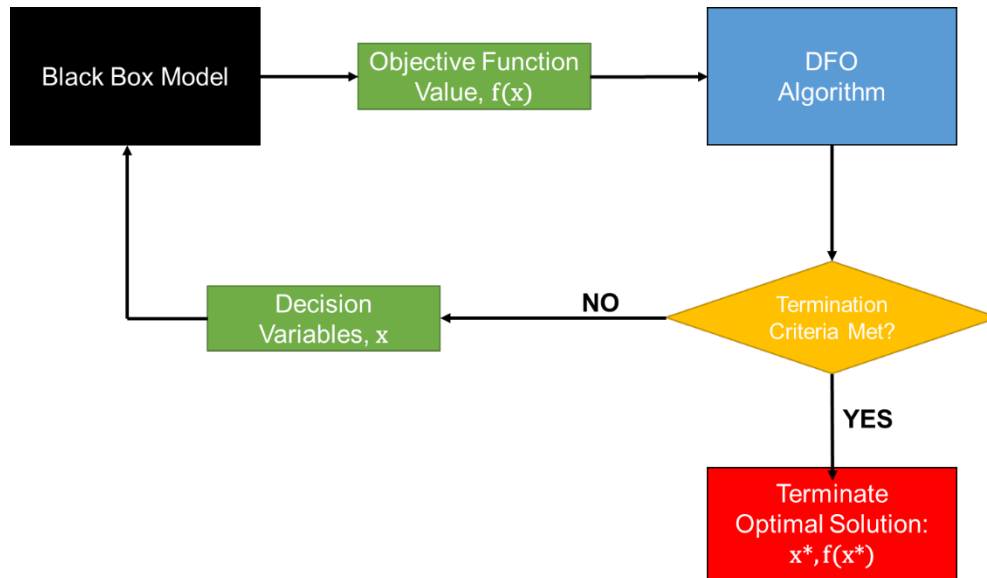 Black Box Model
Objective Function
Value, f(x)
DFO
Algorithm
Termination
Criteria Met?
NO
Decision
Variables, x
YES
Terminate
Optimal Solution:
x*, f(x*)